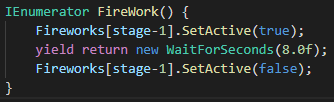 IEnumerator FireWork() {
    Fireworks[stage-1].SetActive(true);
    yield return new WaitForSeconds(8.0f);
    Fireworks[stage-1].SetActive(false);
}